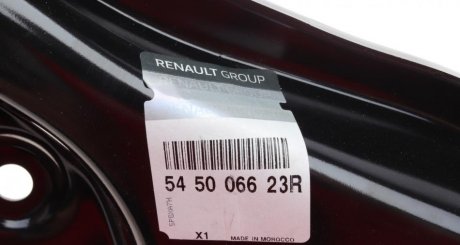 RENAULT GROUP
54 50 066 23R
X1 MADE IN MOROCCO